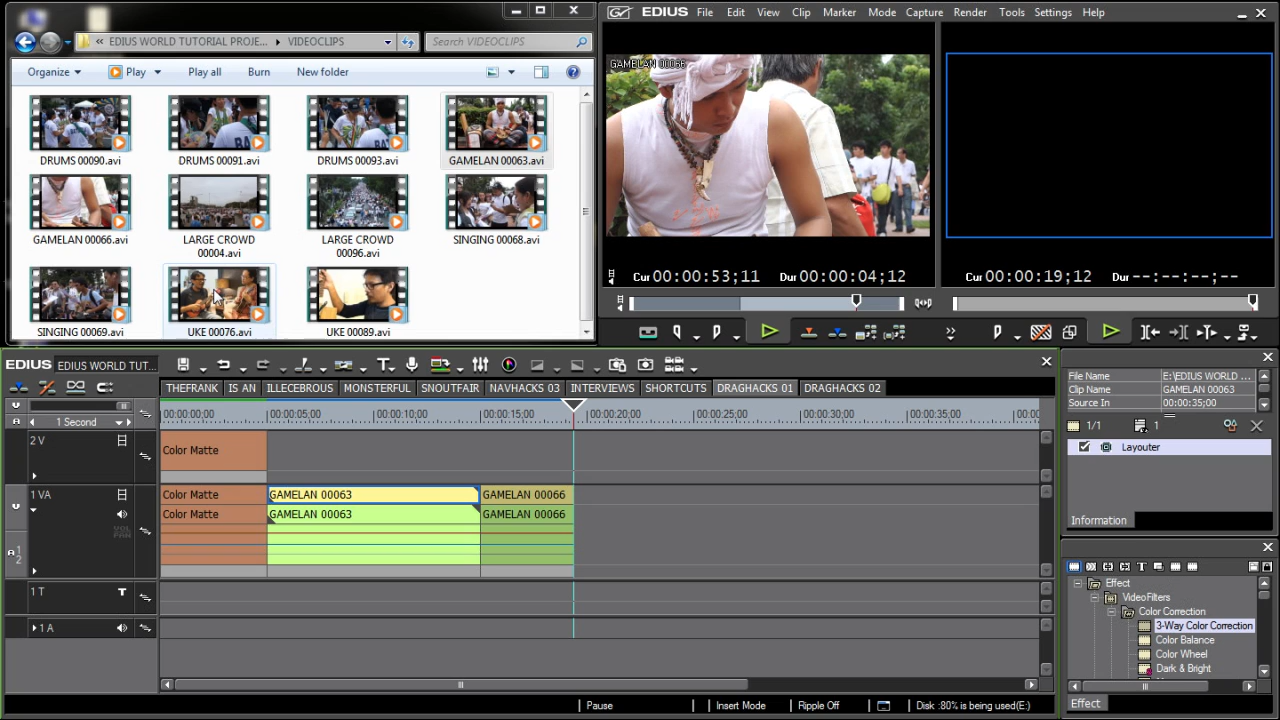 EDIUS WORLD TUTORIAL PROJE... VIDEOCLIPS
Search VIDEOCLIPS
Organize Play Play all Burn New folder
DRUMS 00090.avi DRUMS 00091.avi DRUMS 00093.avi GAMELAN 00063.avi
GAMELAN 00066.avi LARGE CROWD 00004.avi LARGE CROWD 00096.avi SINGING 00068.avi
SINGING 00069.avi UKE 00076.avi UKE 00089.avi
EDIUS File Edit View Clip Marker Mode Capture Render Tools Settings Help
GAMELAN 00066
Cur 00:00:53;11 Dur 00:00:04;12 Cur 00:00:19;12 Dur --:--:--;--
EDIUS EDIUS WORLD TUT...
THEFRANK IS AN ILLECEBROUS MONSTERFUL SNOUTFAIR NAVHACKS 03 INTERVIEWS SHORTCUTS DRAGHACKS 01 DRAGHACKS 02
1 Second
00:00:00;00 00:00:05;00 00:00:10;00 00:00:15;00 00:00:20;00 00:00:25;00 00:00:30;00 00:00:35;00
2 V
Color Matte
1 VA
Color Matte GAMELAN 00063 GAMELAN 00066
Color Matte GAMELAN 00063 GAMELAN 00066
VOL
PAN
1
2
1 T T
1 A
File Name E:\EDIUS WORLD ...
Clip Name GAMELAN 00063
Source In 00:00:35;00
1/1 1
Layouter
Information
Effect
VideoFilters
Color Correction
3-Way Color Correction
Color Balance
Color Wheel
Dark & Bright
Effect
Pause Insert Mode Ripple Off Disk :80% is being used(E:)